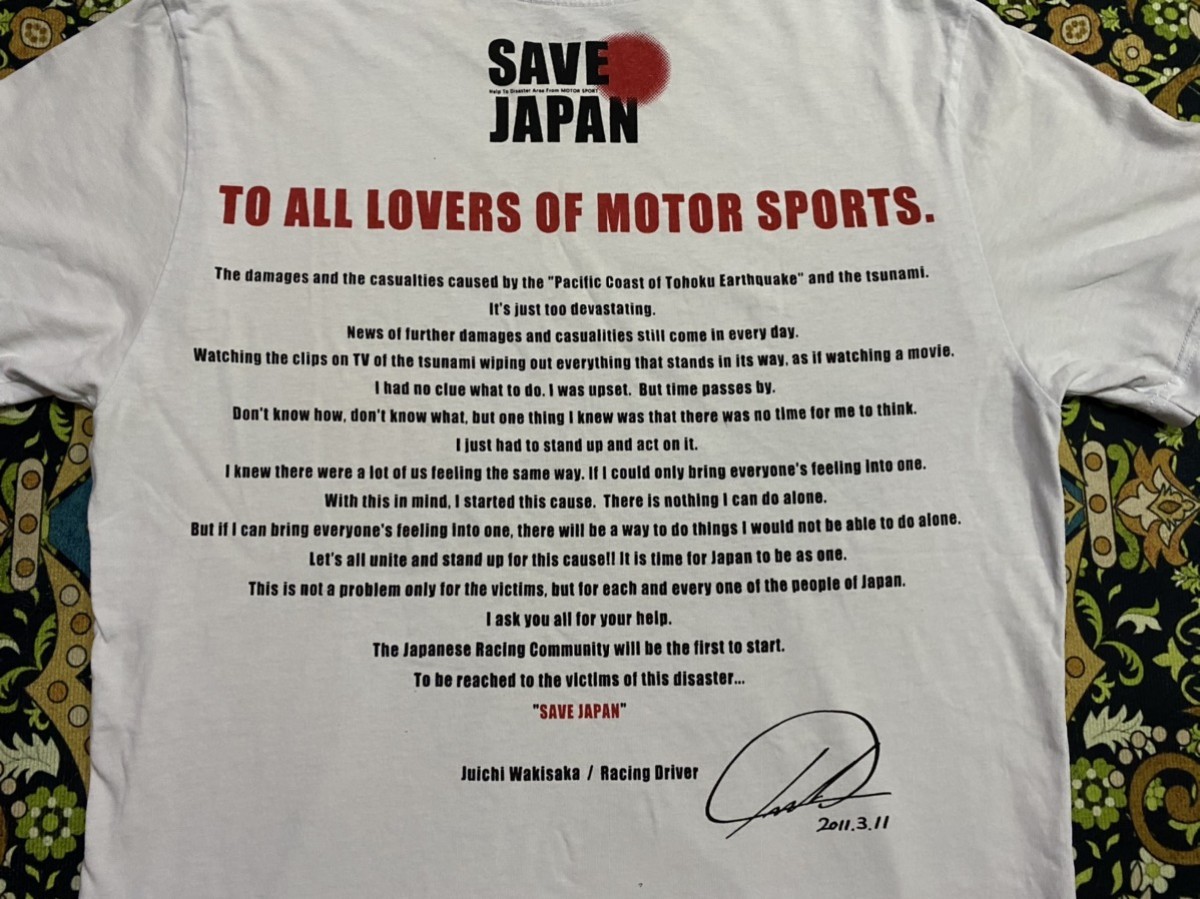 SAVE
Help To Disaster Area From MOTOR SPORT
JAPAN
TO ALL LOVERS OF MOTOR SPORTS.
The damages and the casualties caused by the "Pacific Coast of Tohoku Earthquake" and the tsunami.
It's just too devastating.
News of further damages and casualities still come in every day.
Watching the clips on TV of the tsunami wiping out everything that stands in its way, as if watching a movie.
I had no clue what to do. I was upset. But time passes by.
Don't know how, don't know what, but one thing I knew was that there was no time for me to think.
I just had to stand up and act on it.
I knew there were a lot of us feeling the same way. If I could only bring everyone's feeling into one.
With this in mind, I started this cause. There is nothing I can do alone.
But if I can bring everyone's feeling into one, there will be a way to do things I would not be able to do alone.
Let's all unite and stand up for this cause!! It is time for Japan to be as one.
This is not a problem only for the victims, but for each and every one of the people of Japan.
I ask you all for your help.
The Japanese Racing Community will be the first to start.
To be reached to the victims of this disaster...
"SAVE JAPAN"
Juichi Wakisaka / Racing Driver
2011.3.11